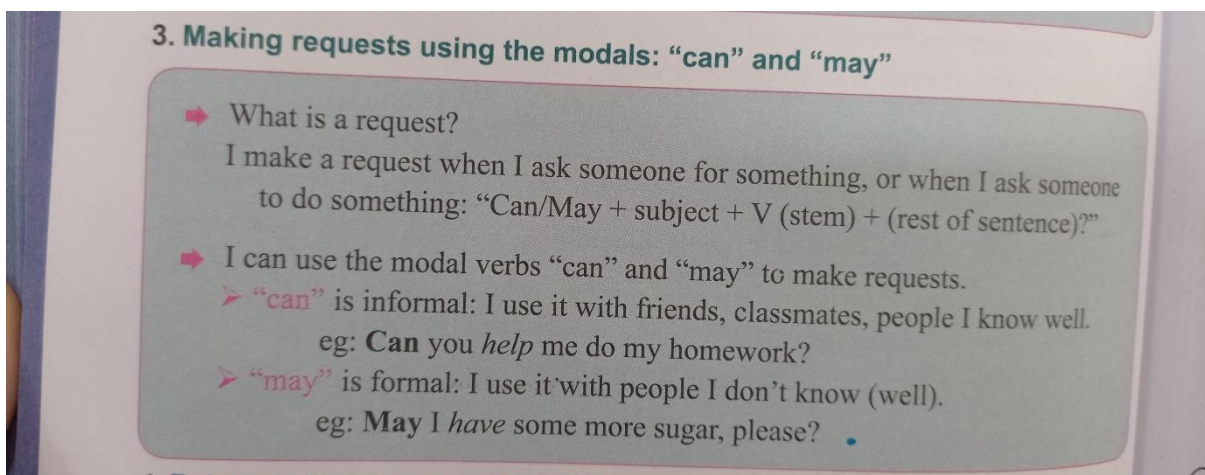 3. Making requests using the modals: “can” and “may”
➡ What is a request?
I make a request when I ask someone for something, or when I ask someone
to do something: “Can/May + subject + V (stem) + (rest of sentence)?”
➡ I can use the modal verbs “can” and “may” to make requests.
➤ “can” is informal: I use it with friends, classmates, people I know well.
eg: Can you help me do my homework?
➤ “may” is formal: I use it with people I don’t know (well).
eg: May I have some more sugar, please?